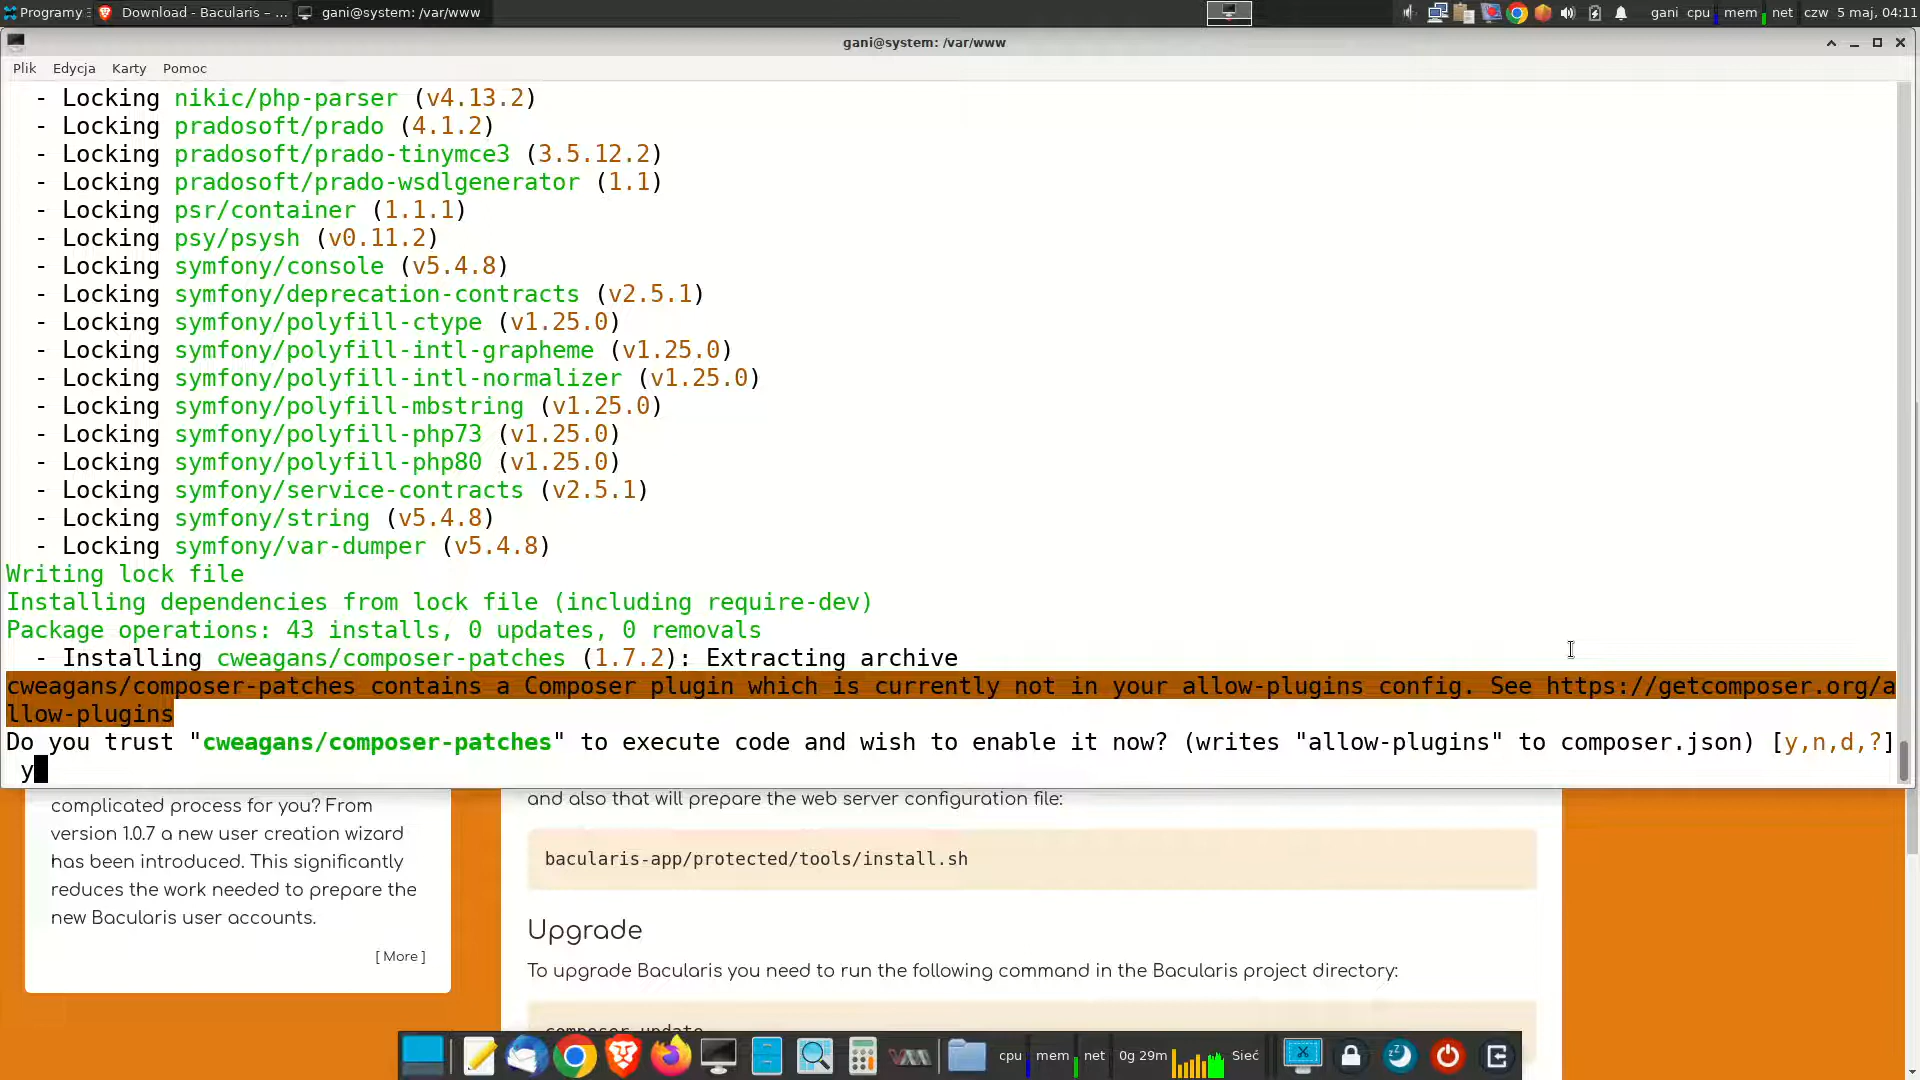 Programy
Download - Bacularis – ...
gani@system: /var/www
gani cpu mem net czw 5 maj, 04:11
gani@system: /var/www
Plik Edycja Karty Pomoc
- Locking nikic/php-parser (v4.13.2)
- Locking pradosoft/prado (4.1.2)
- Locking pradosoft/prado-tinymce3 (3.5.12.2)
- Locking pradosoft/prado-wsdlgenerator (1.1)
- Locking psr/container (1.1.1)
- Locking psy/psysh (v0.11.2)
- Locking symfony/console (v5.4.8)
- Locking symfony/deprecation-contracts (v2.5.1)
- Locking symfony/polyfill-ctype (v1.25.0)
- Locking symfony/polyfill-intl-grapheme (v1.25.0)
- Locking symfony/polyfill-intl-normalizer (v1.25.0)
- Locking symfony/polyfill-mbstring (v1.25.0)
- Locking symfony/polyfill-php73 (v1.25.0)
- Locking symfony/polyfill-php80 (v1.25.0)
- Locking symfony/service-contracts (v2.5.1)
- Locking symfony/string (v5.4.8)
- Locking symfony/var-dumper (v5.4.8)
Writing lock file
Installing dependencies from lock file (including require-dev)
Package operations: 43 installs, 0 updates, 0 removals
- Installing cweagans/composer-patches (1.7.2): Extracting archive
cweagans/composer-patches contains a Composer plugin which is currently not in your allow-plugins config. See https://getcomposer.org/a
llow-plugins
Do you trust "cweagans/composer-patches" to execute code and wish to enable it now? (writes "allow-plugins" to composer.json) [y,n,d,?]
y
complicated process for you? From
version 1.0.7 a new user creation wizard
has been introduced. This significantly
reduces the work needed to prepare the
new Bacularis user accounts.
[ More ]
and also that will prepare the web server configuration file:
bacularis-app/protected/tools/install.sh
Upgrade
To upgrade Bacularis you need to run the following command in the Bacularis project directory:
composer update
cpu mem net 0g 29m Sieć